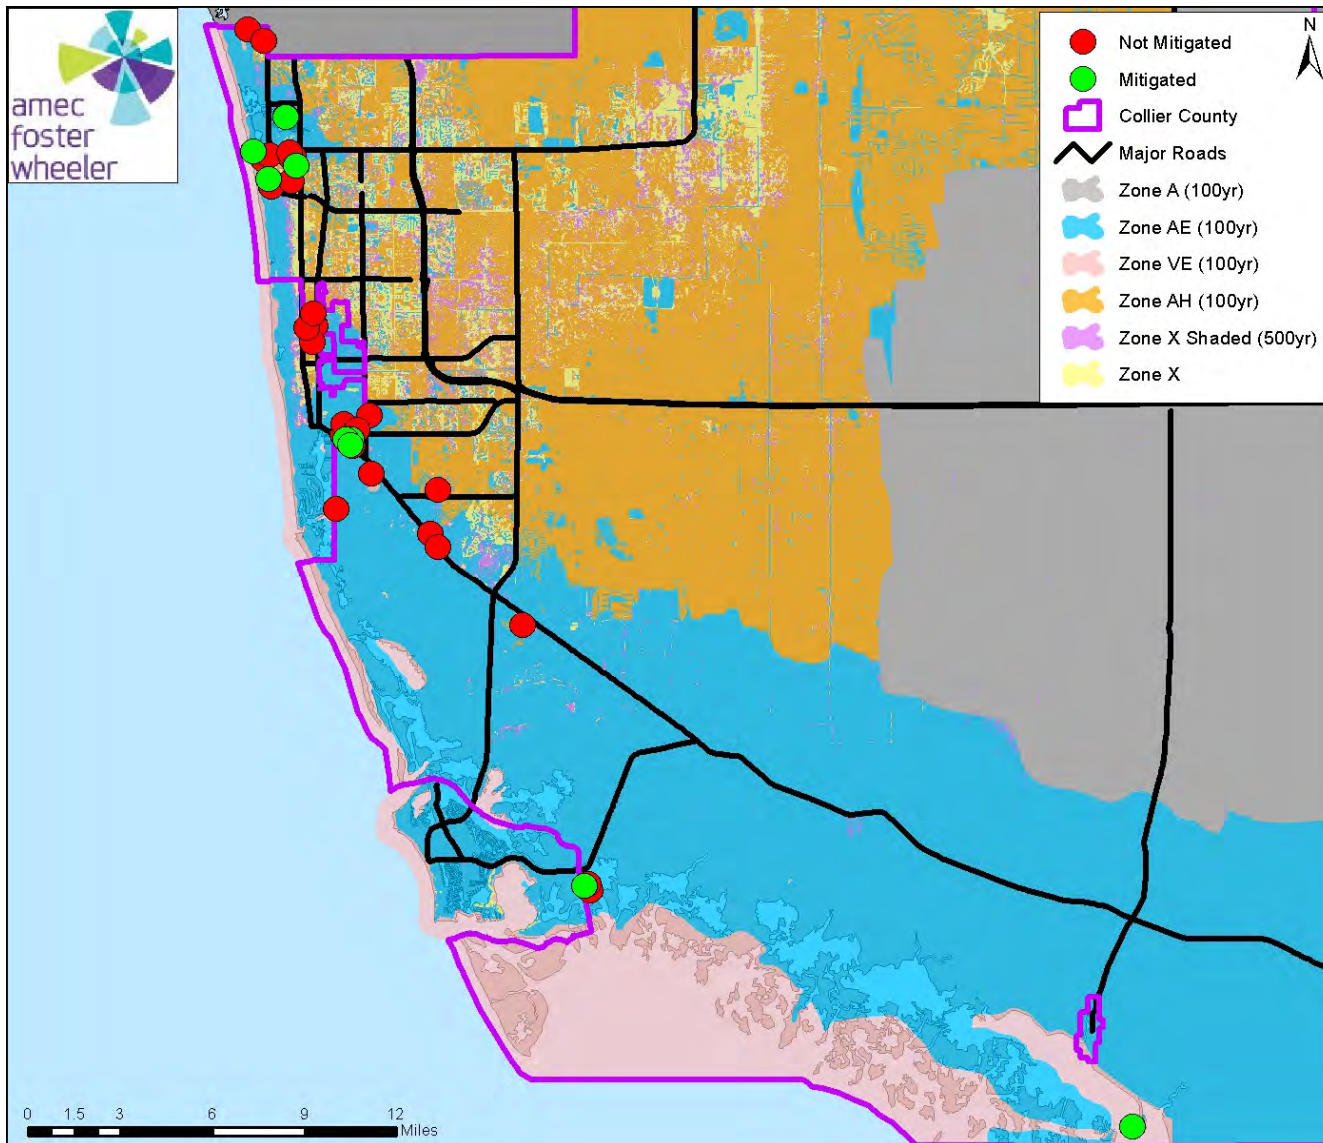 amec
foster
wheeler
N
Not Mitigated
Mitigated
Collier County
Major Roads
Zone A (100yr)
Zone AE (100yr)
Zone VE (100yr)
Zone AH (100yr)
Zone X Shaded (500yr)
Zone X
0 1.5 3 6 9 12
Miles